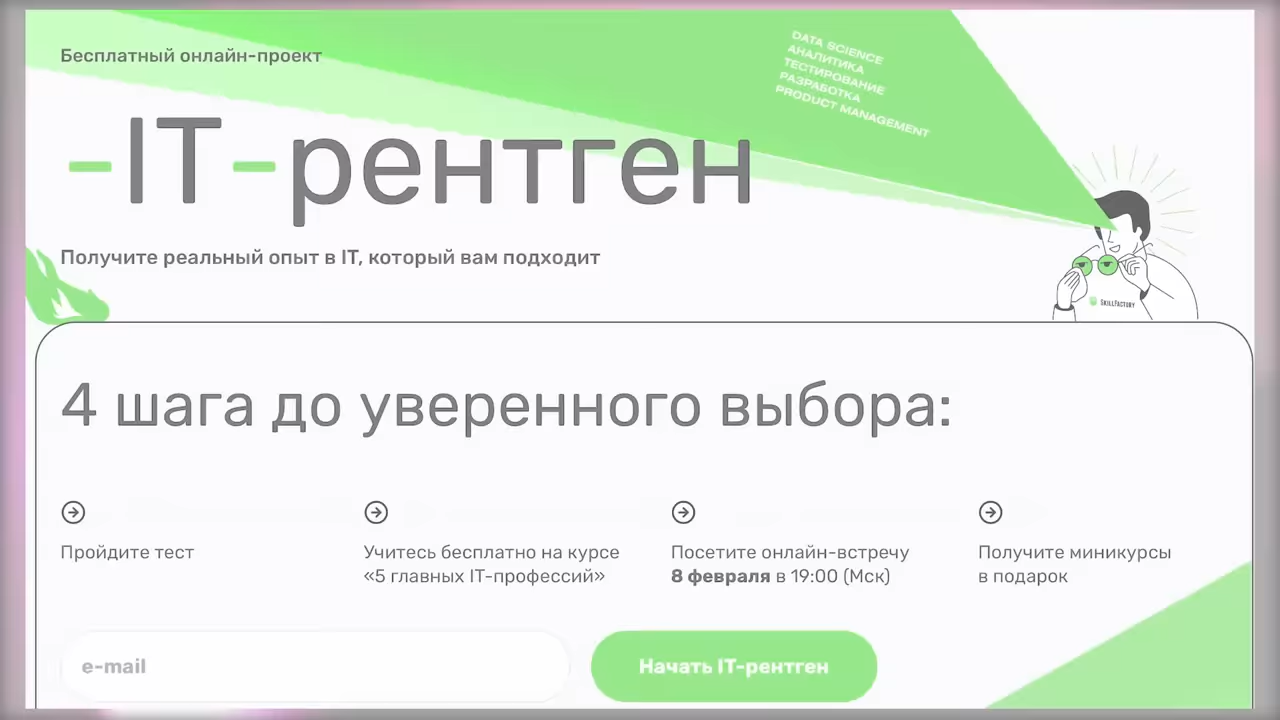 Бесплатный онлайн-проект
DATA SCIENCE
АНАЛИТИКА
ТЕСТИРОВАНИЕ
РАЗРАБОТКА
PRODUCT MANAGEMENT
-IT-рентген
Получите реальный опыт в IT, который вам подходит
SKILLFACTORY
4 шага до уверенного выбора:
Пройдите тест
Учитесь бесплатно на курсе
«5 главных IT-профессий»
Посетите онлайн-встречу
8 февраля в 19:00 (Мск)
Получите миникурсы
в подарок
e-mail
Начать IT-рентген